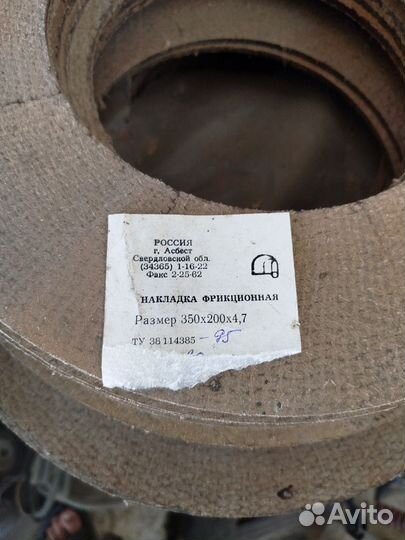 РОССИЯ
г. Асбест
Свердловской обл.
(34365) 1-16-22
Факс 2-25-62
НАКЛАДКА ФРИКЦИОННАЯ
Размер 350x200x4,7
ТУ 38 114385 - 95
Avito